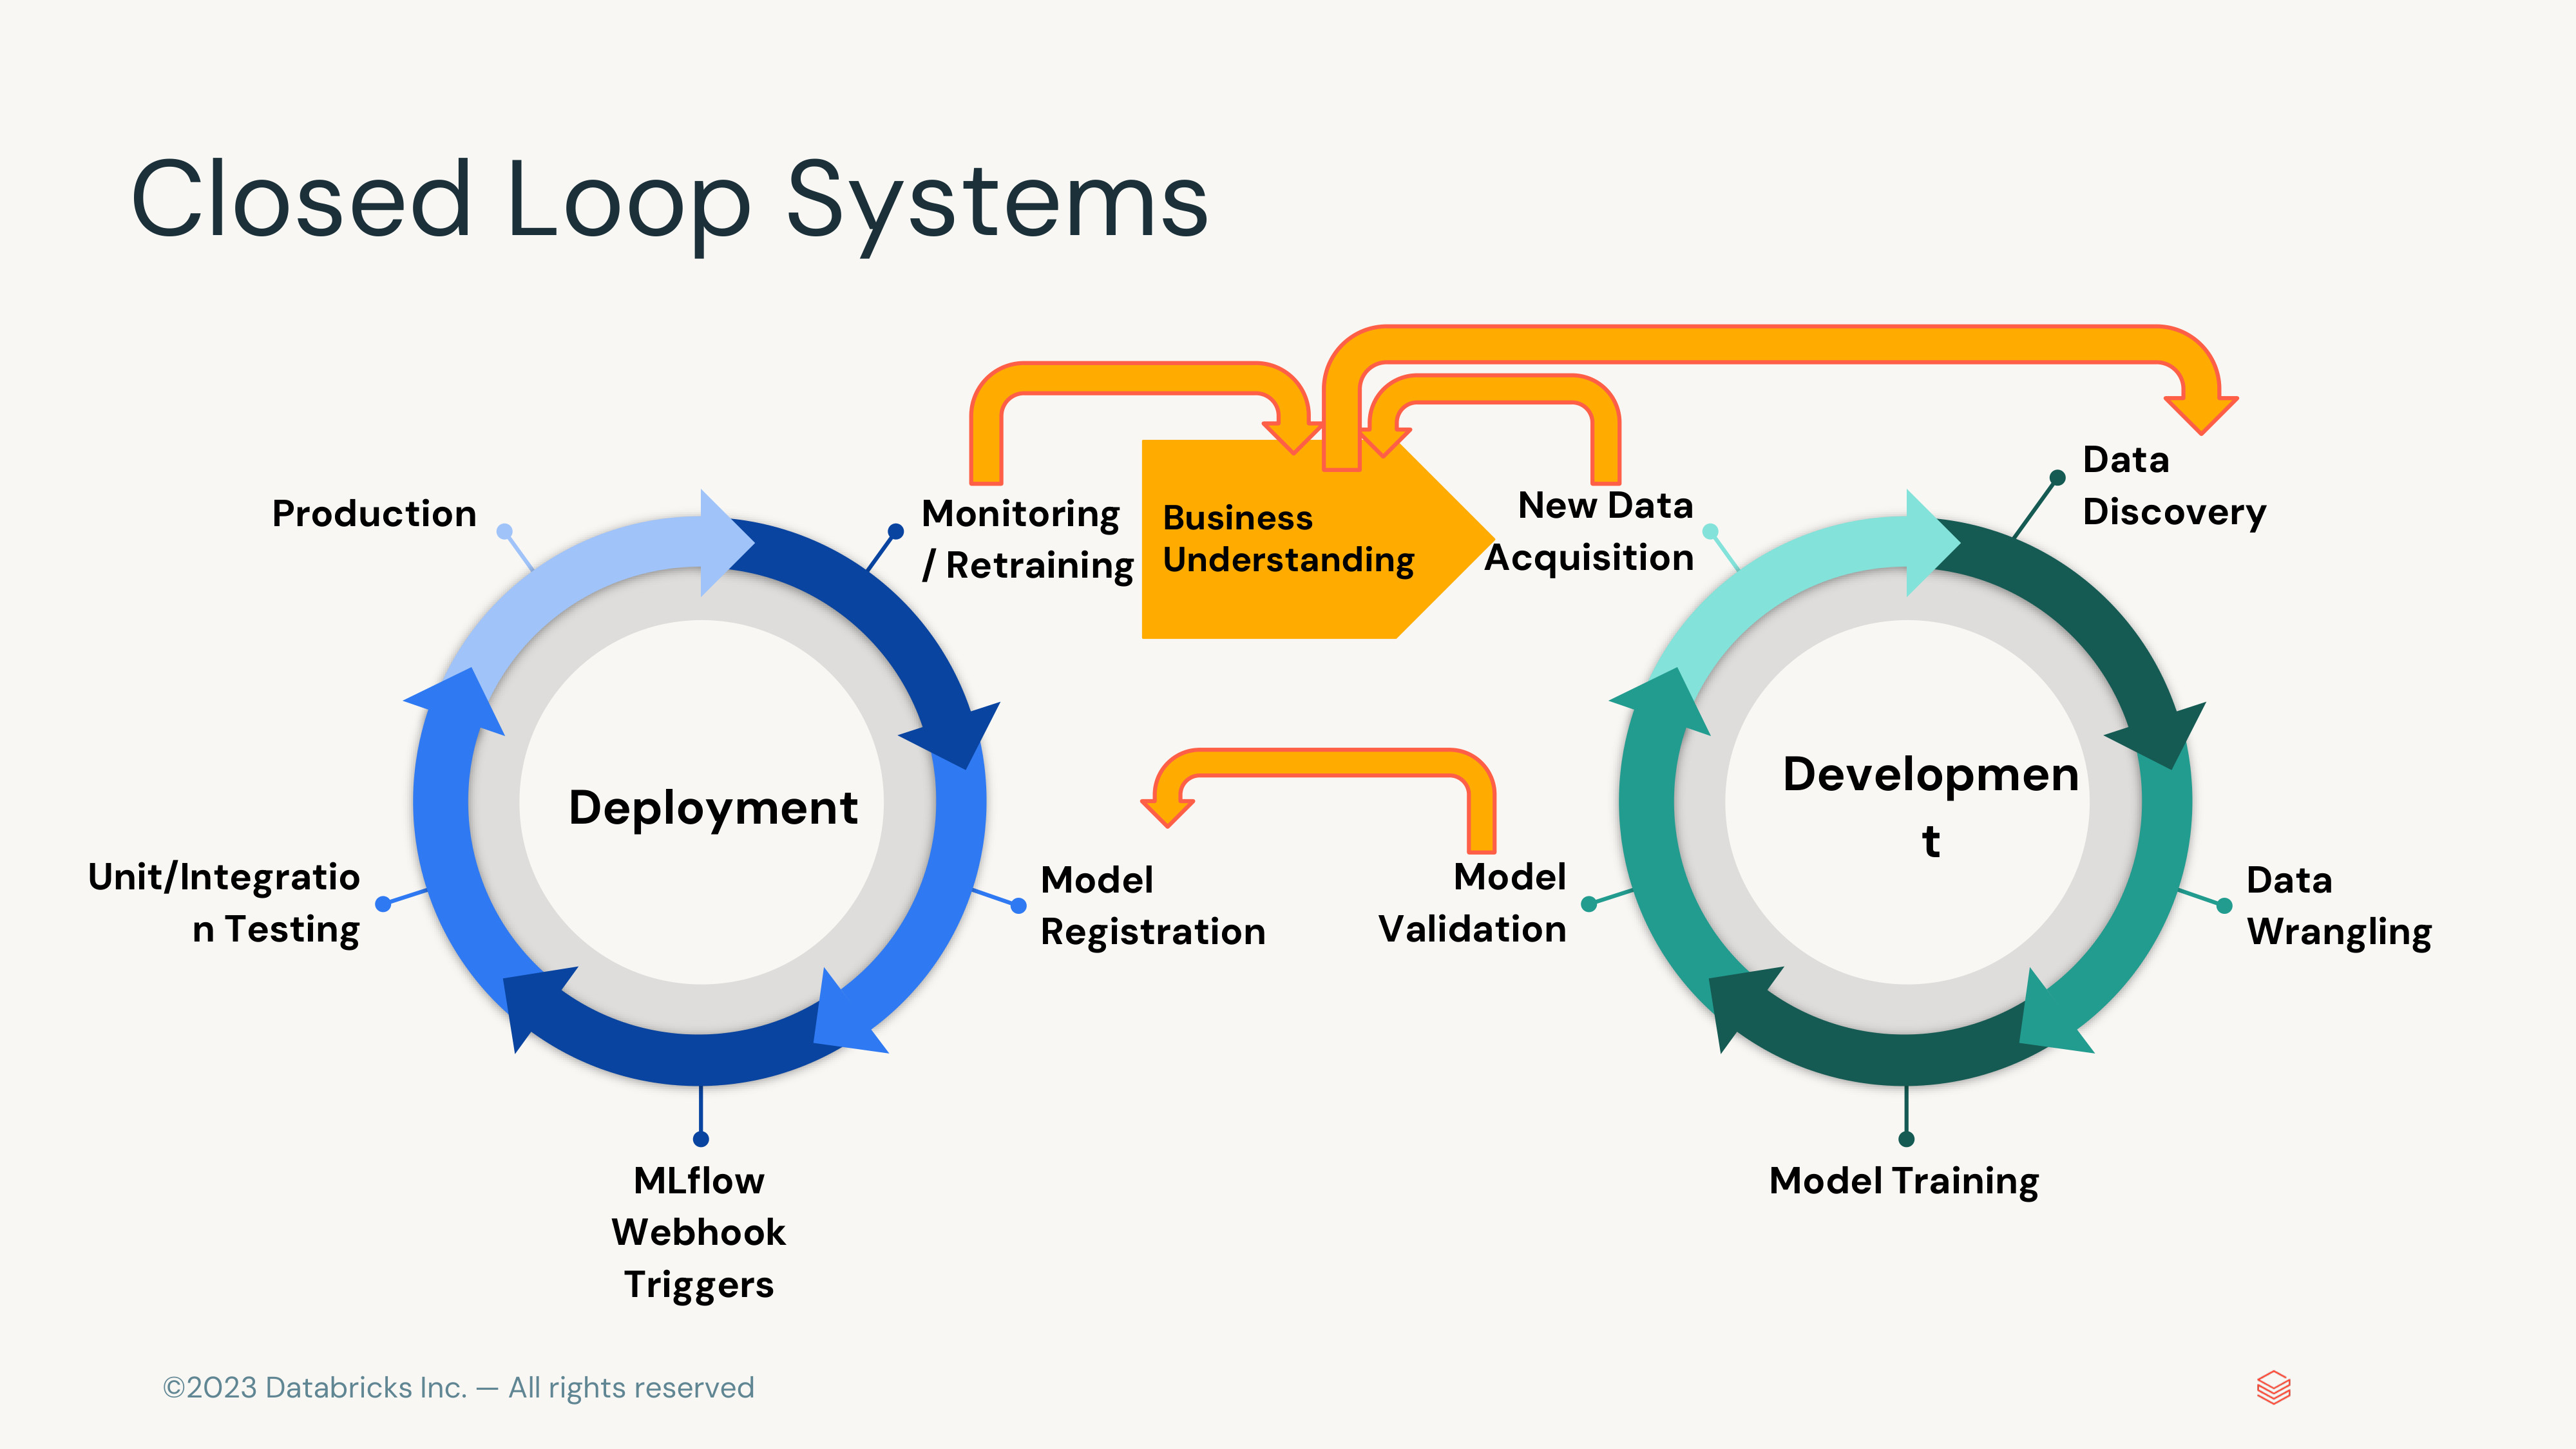 Closed Loop Systems
Production
Monitoring
/ Retraining
Business
Understanding
New Data
Acquisition
Data
Discovery
Deployment
Developmen
t
Unit/Integratio
n Testing
Model
Registration
Model
Validation
Data
Wrangling
MLflow
Webhook
Triggers
Model Training
©2023 Databricks Inc. — All rights reserved